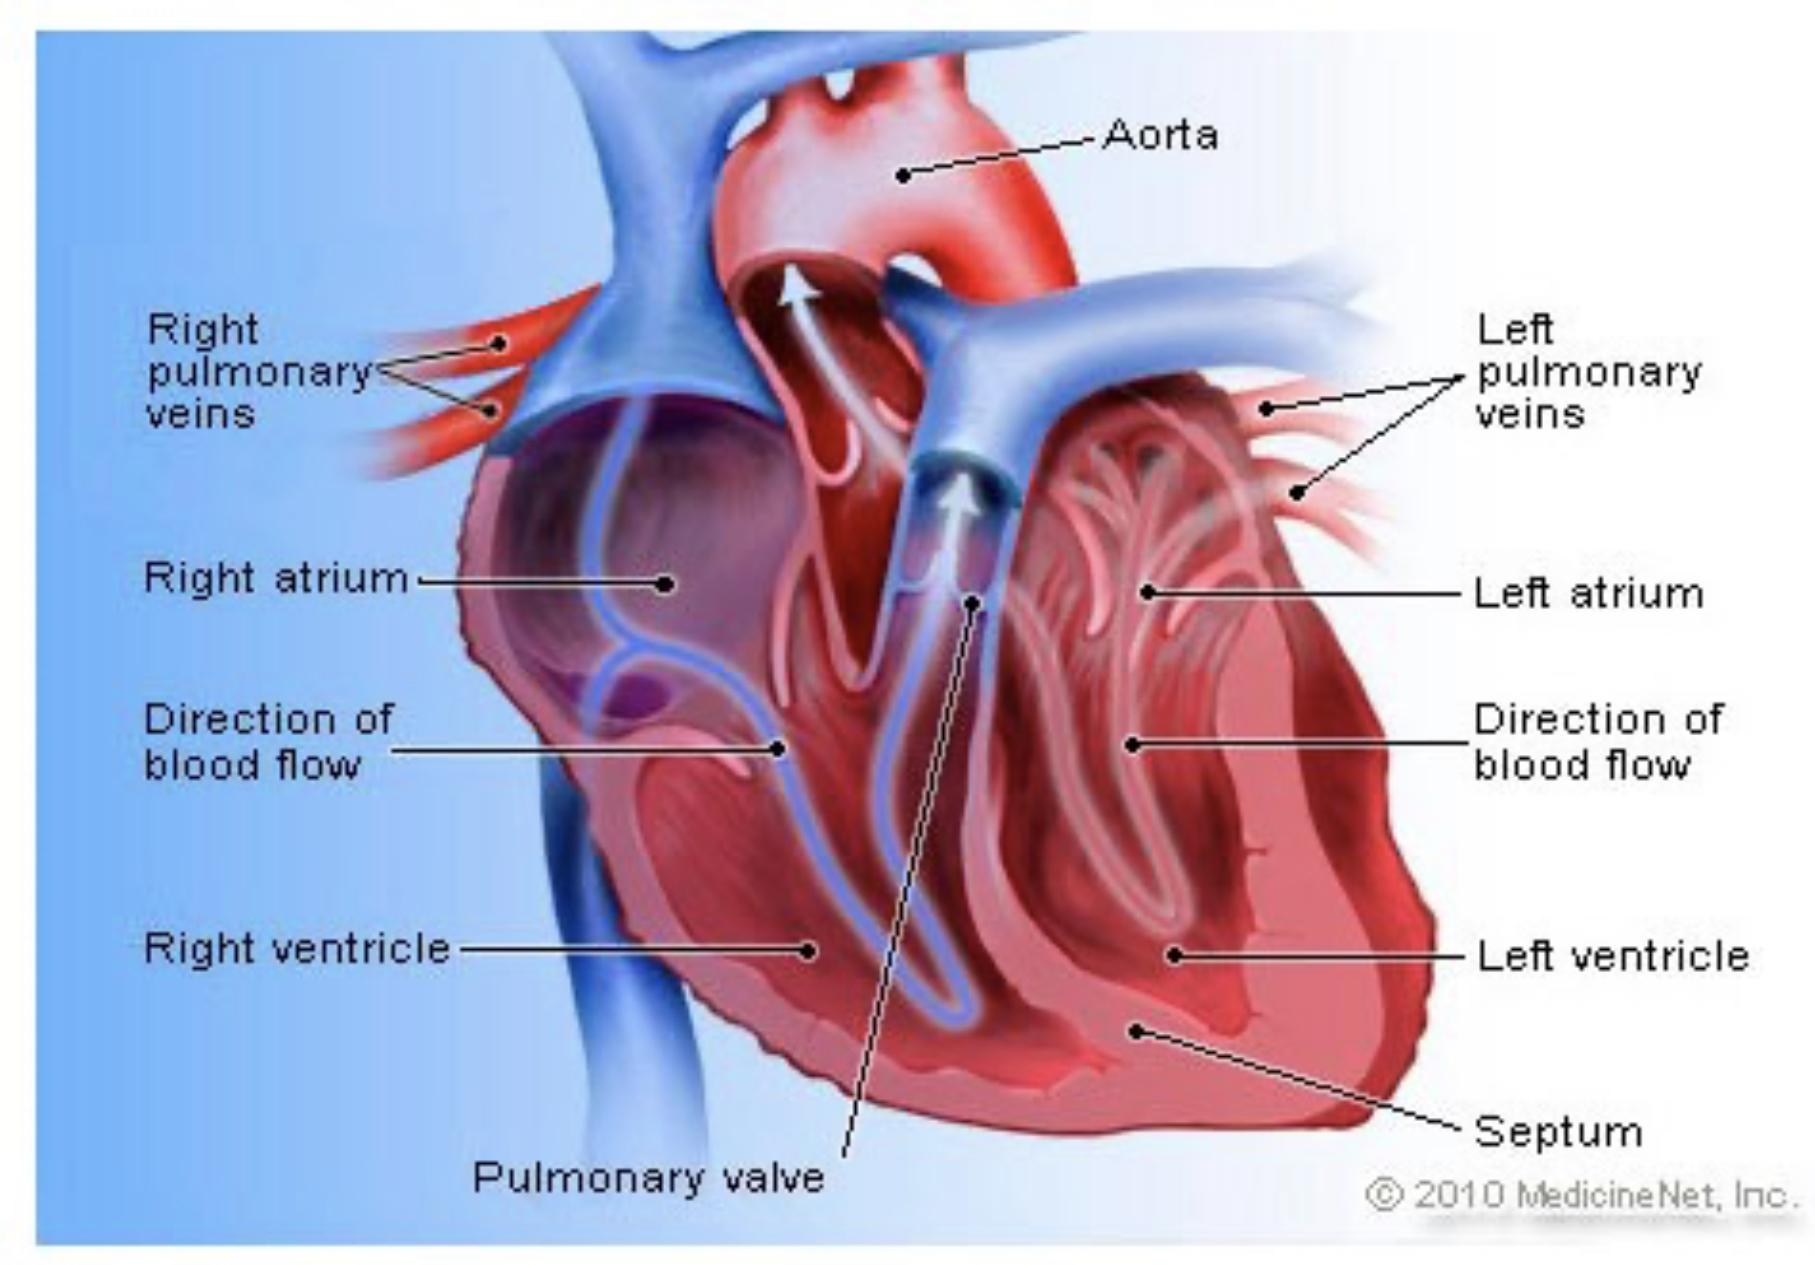 Aorta
Right
pulmonary
veins
Left
pulmonary
veins
Right atrium
Left atrium
Direction of
blood flow
Direction of
blood flow
Right ventricle
Left ventricle
Septum
Pulmonary valve
© 2010 MedicineNet, Inc.